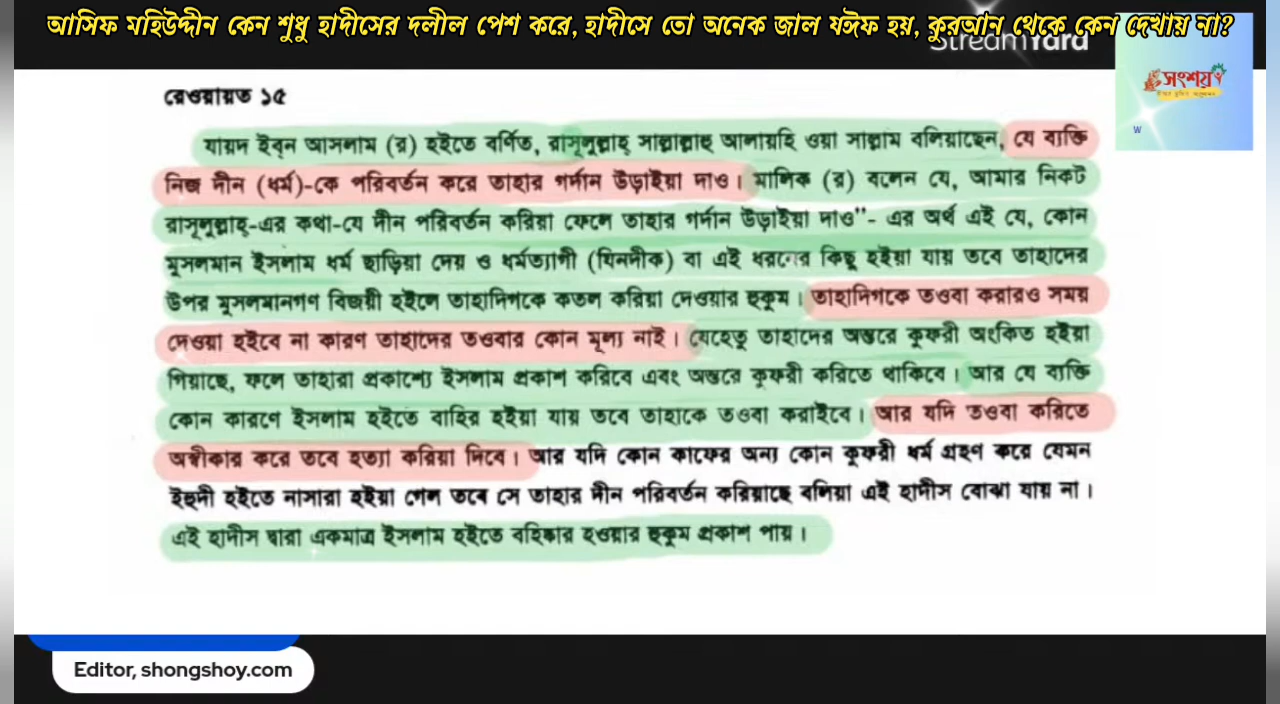 আসিফ মহিউদ্দীন কেন শুধু হাদীসের দলীল পেশ করে, হাদীসে তো অনেক জাল যঈফ হয়, কুরআন থেকে কেন দেখায় না?
StreamYard
সংশয়
রেওয়ায়ত ১৫
W
যায়দ ইব্‌ন আসলাম (র) হইতে বর্ণিত, রাসূলুল্লাহ্ সাল্লাল্লাহু আলায়হি ওয়া সাল্লাম বলিয়াছেন, যে ব্যক্তি
নিজ দীন (ধর্ম)-কে পরিবর্তন করে তাহার গর্দান উড়াইয়া দাও। মালিক (র) বলেন যে, আমার নিকট
রাসূলুল্লাহ্-এর কথা-যে দীন পরিবর্তন করিয়া ফেলে তাহার গর্দান উড়াইয়া দাও"- এর অর্থ এই যে, কোন
মুসলমান ইসলাম ধর্ম ছাড়িয়া দেয় ও ধর্মত্যাগী (যিনদীক) বা এই ধরনের কিছু হইয়া যায় তবে তাহাদের
উপর মুসলমানগণ বিজয়ী হইলে তাহাদিগকে কতল করিয়া দেওয়ার হুকুম। তাহাদিগকে তওবা করারও সময়
দেওয়া হইবে না কারণ তাহাদের তওবার কোন মূল্য নাই। যেহেতু তাহাদের অন্তরে কুফরী অংকিত হইয়া
গিয়াছে, ফলে তাহারা প্রকাশ্যে ইসলাম প্রকাশ করিবে এবং অন্তরে কুফরী করিতে থাকিবে। আর যে ব্যক্তি
কোন কারণে ইসলাম হইতে বাহির হইয়া যায় তবে তাহাকে তওবা করাইবে। আর যদি তওবা করিতে
অস্বীকার করে তবে হত্যা করিয়া দিবে। আর যদি কোন কাফের অন্য কোন কুফরী ধর্ম গ্রহণ করে যেমন
ইহুদী হইতে নাসারা হইয়া গেল তবে সে তাহার দীন পরিবর্তন করিয়াছে বলিয়া এই হাদীস বোঝা যায় না।
এই হাদীস দ্বারা একমাত্র ইসলাম হইতে বহিষ্কার হওয়ার হুকুম প্রকাশ পায়।
Editor, shongshoy.com